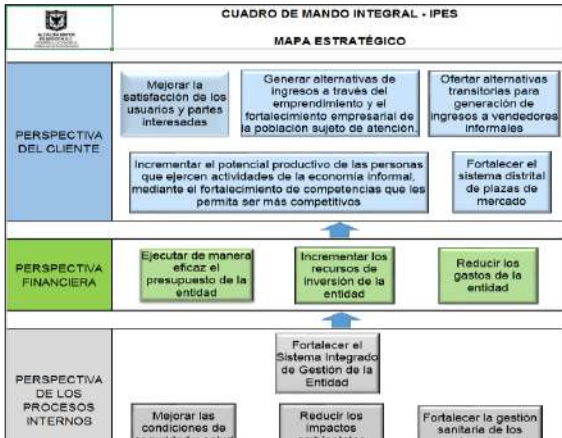 CUADRO DE MANDO INTEGRAL - IPES
MAPA ESTRATÉGICO
ALCALDÍA MAYOR
PERSPECTIVA
DEL CLIENTE
Mejorar la
satisfacción de los
usuarios y partes
interesadas
Generar alternativas de
ingresos a través del
emprendimiento y el
fortalecimiento empresarial de
la población sujeto de atención.
Ofertar alternativas
transitorias para
generación de
ingresos a vendedores
informales
Incrementar el potencial productivo de las personas
que ejercen actividades de la economía informal,
mediante el fortalecimiento de competencias que les
permita ser más competitivos
Fortalecer el
sistema distrital
de plazas de
mercado
PERSPECTIVA
FINANCIERA
Ejecutar de manera
eficaz el
presupuesto de la
entidad
Incrementar los
recursos de
inversión de la
entidad
Reducir los
gastos de la
entidad
PERSPECTIVA
DE LOS
PROCESOS
INTERNOS
Fortalecer el
Sistema Integrado
de Gestión de la
Entidad
Mejorar las
condiciones de
Reducir los
impactos
Fortalecer la gestión
sanitaria de los